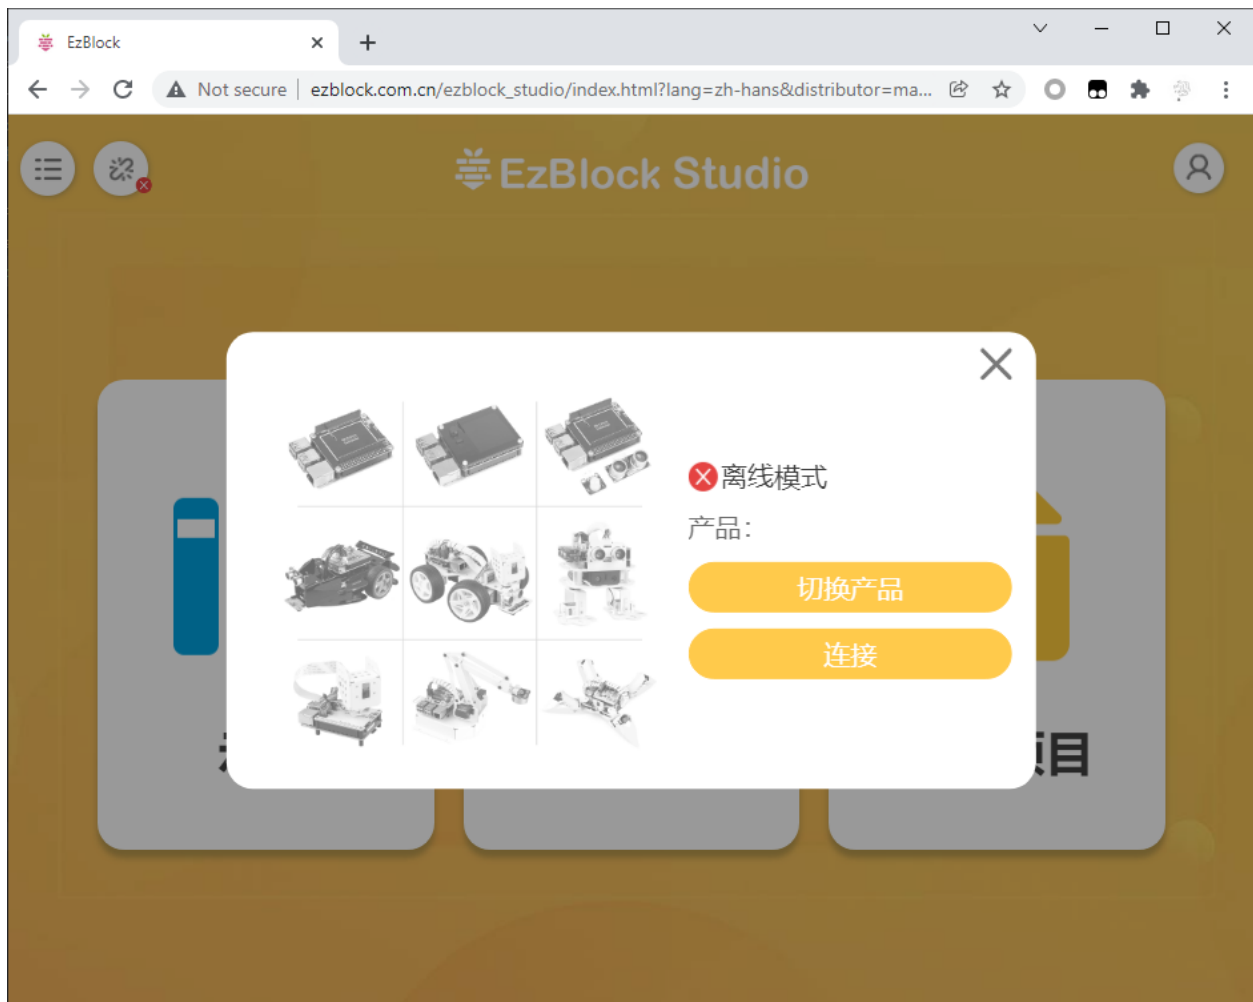 EzBlock
Not secure
ezblock.com.cn/ezblock_studio/index.html?lang=zh-hans&distributor=ma...
EzBlock Studio
离线模式
产品：
切换产品
连接
项目